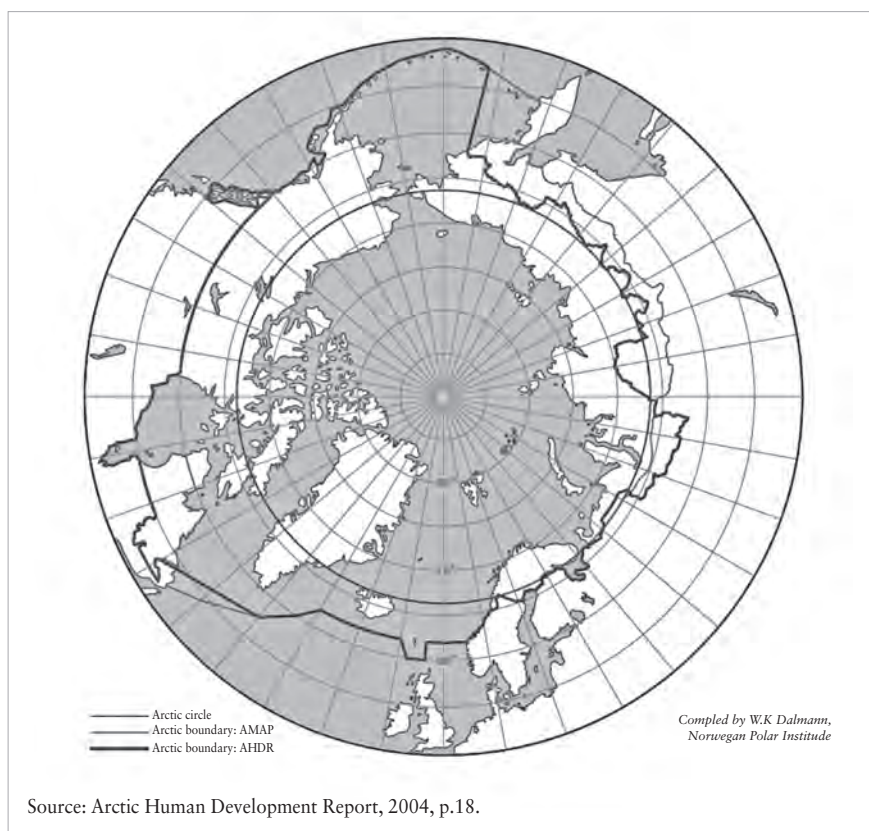 Arctic circle
Arctic boundary: AMAP
Arctic boundary: AHDR
Compled by W.K Dalmann,
Norwegan Polar Institude
Source: Arctic Human Development Report, 2004, p.18.